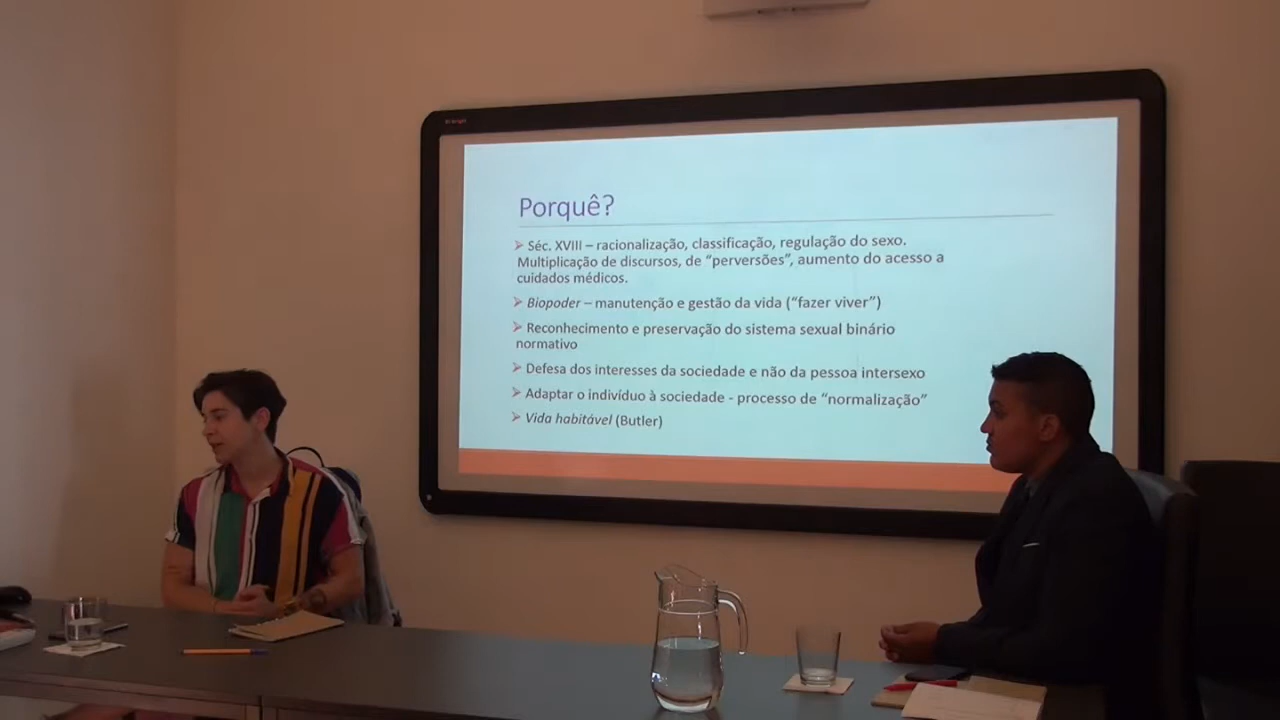 Porquê?
➢ Séc. XVIII – racionalização, classificação, regulação do sexo.
Multiplicação de discursos, de “perversões”, aumento do acesso a
cuidados médicos.
➢ Biopoder – manutenção e gestão da vida (“fazer viver”)
➢ Reconhecimento e preservação do sistema sexual binário
normativo
➢ Defesa dos interesses da sociedade e não da pessoa intersexo
➢ Adaptar o indivíduo à sociedade - processo de “normalização”
➢ Vida habitável (Butler)